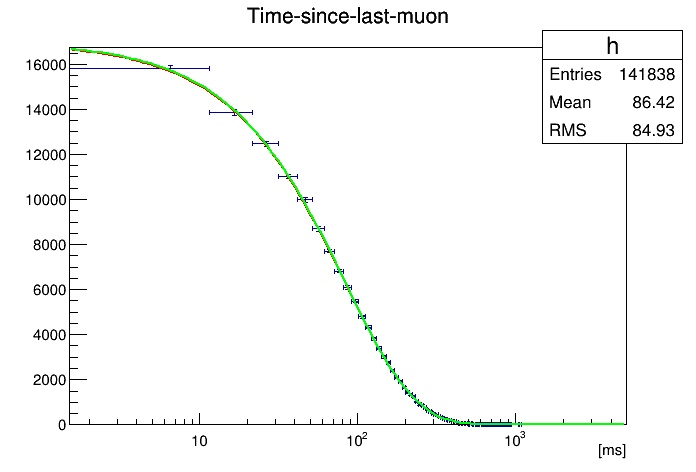 Time-since-last-muon
h
Entries 141838
Mean 86.42
RMS 84.93
16000
14000
12000
10000
8000
6000
4000
2000
0
10 10² 10³
[ms]